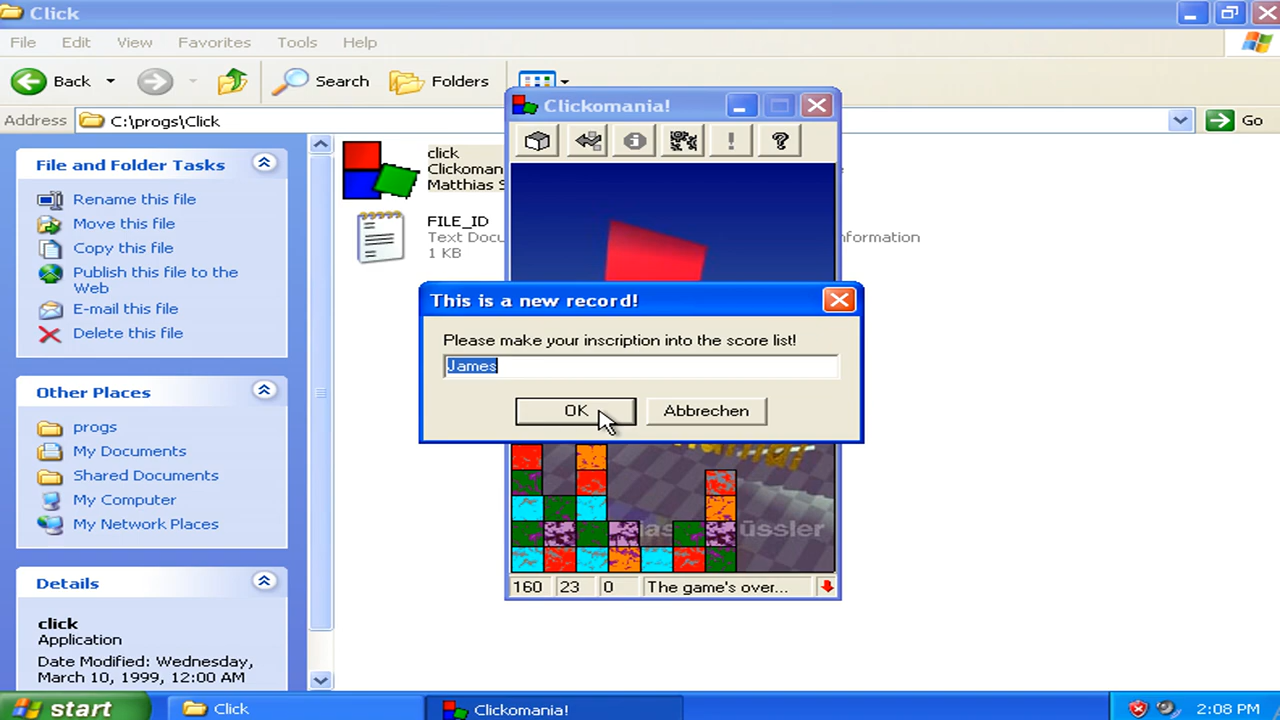 Click
File Edit View Favorites Tools Help
Back Search Folders
Address C:\progs\Click Go
File and Folder Tasks
Rename this file
Move this file
Copy this file
Publish this file to the
Web
E-mail this file
Delete this file
Other Places
progs
My Documents
Shared Documents
My Computer
My Network Places
Details
click
Application
Date Modified: Wednesday,
March 10, 1999, 12:00 AM
click
Clickoman
Matthias S
FILE_ID
Text Docu
1 KB
formation
Clickomania!
This is a new record!
Please make your inscription into the score list!
James
OK Abbrechen
üssler
160 23 0 The game's over...
start Click Clickomania! 2:08 PM